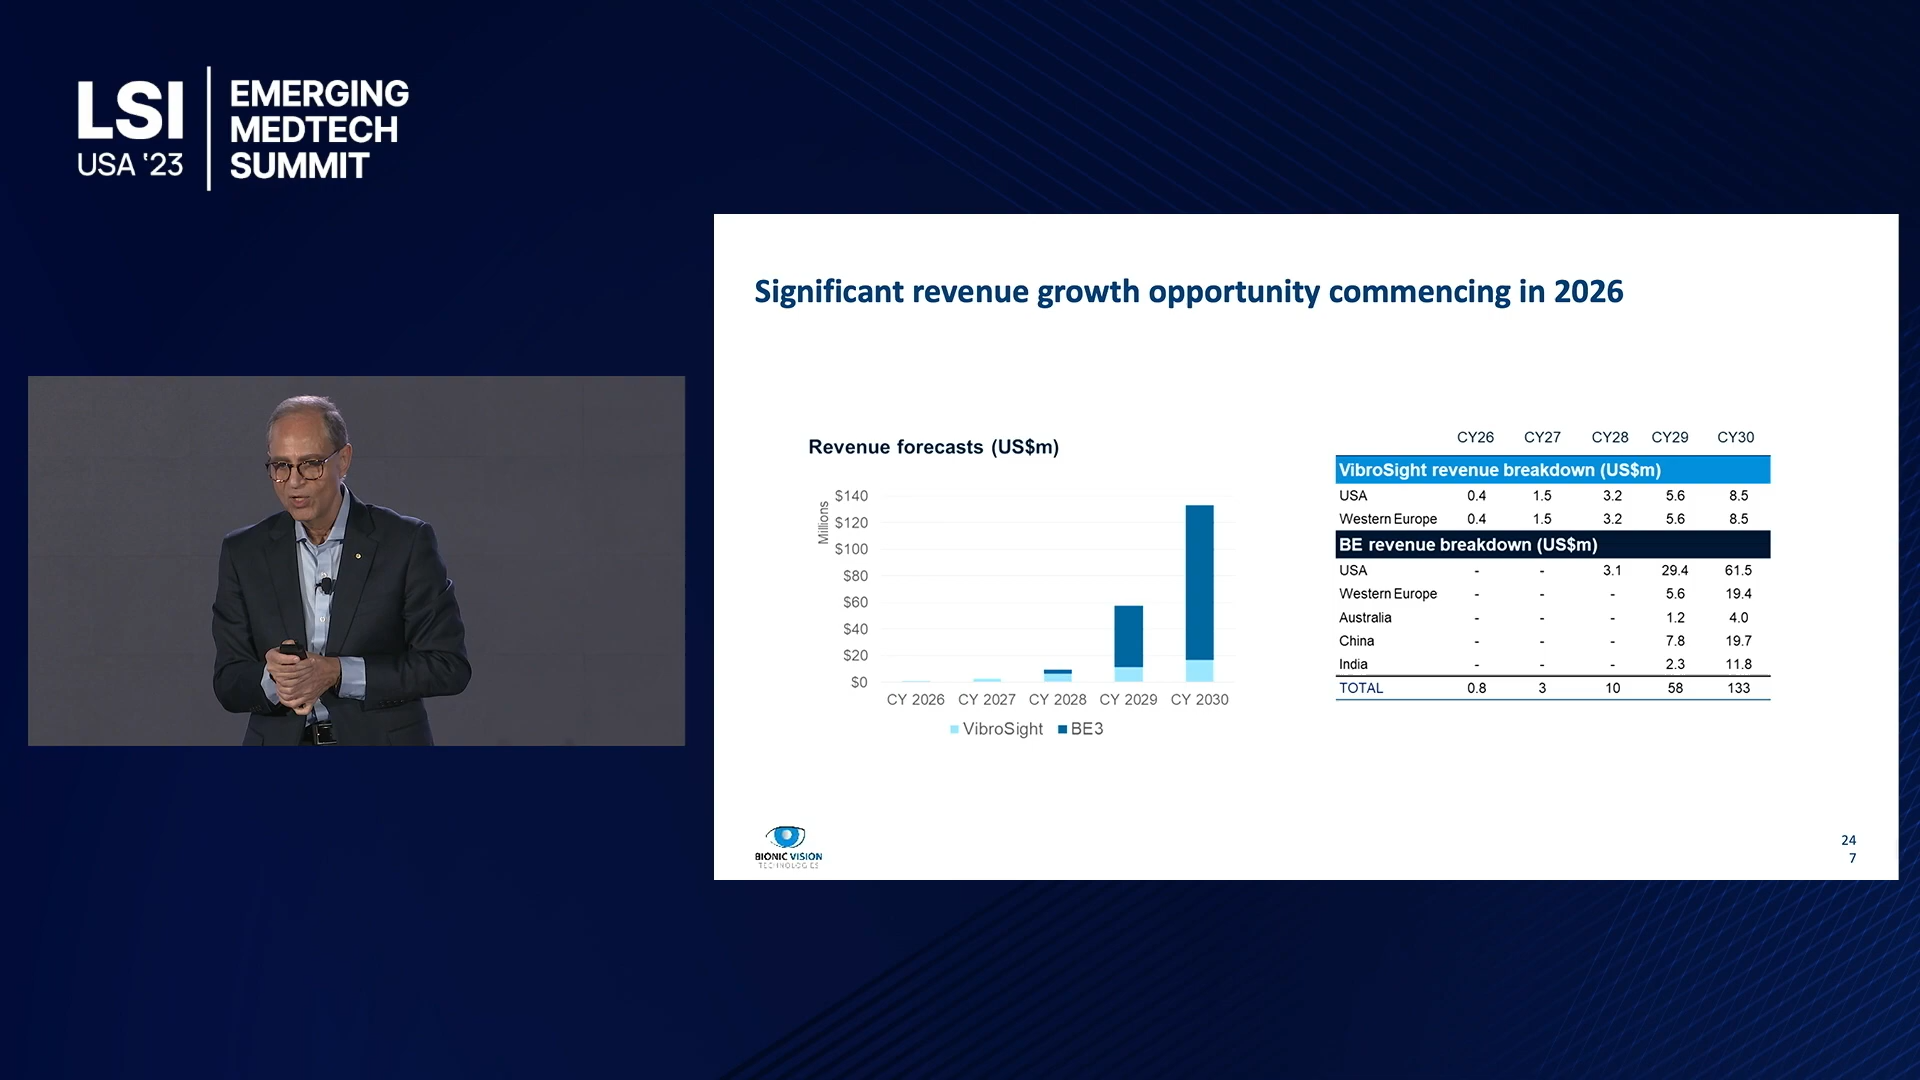 LSI
USA '23
EMERGING
MEDTECH
SUMMIT
Significant revenue growth opportunity commencing in 2026
Revenue forecasts (US$m)
Millions
$140
$120
$100
$80
$60
$40
$20
$0
CY 2026 CY 2027 CY 2028 CY 2029 CY 2030
VibroSight BE3
CY26 CY27 CY28 CY29 CY30
VibroSight revenue breakdown (US$m)
USA 0.4 1.5 3.2 5.6 8.5
Western Europe 0.4 1.5 3.2 5.6 8.5
BE revenue breakdown (US$m)
USA - - 3.1 29.4 61.5
Western Europe - - - 5.6 19.4
Australia - - - 1.2 4.0
China - - - 7.8 19.7
India - - - 2.3 11.8
TOTAL 0.8 3 10 58 133
BIONIC VISION
TECHNOLOGIES
24
7